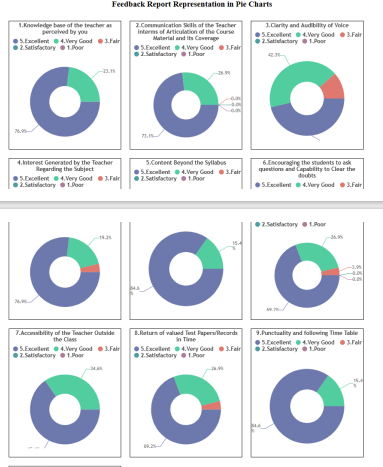 Feedback Report Representation in Pie Charts
1.Knowledge base of the teacher as
perceived by you
5.Excellent 4.Very Good 3.Fair
2.Satisfactory 1.Poor
23.1%
76.9%
2.Communication Skills of the Teacher
interms of Articulation of the Course
Material and its Coverage
5.Excellent 4.Very Good 3.Fair
2.Satisfactory 1.Poor
26.9%
0.0%
0.0%
0.0%
73.1%
3.Clarity and Audibility of Voice
5.Excellent 4.Very Good 3.Fair
2.Satisfactory 1.Poor
42.3%
4.Interest Generated by the Teacher
Regarding the Subject
5.Excellent 4.Very Good 3.Fair
2.Satisfactory 1.Poor
19.2%
76.9%
5.Content Beyond the Syllabus
5.Excellent 4.Very Good 3.Fair
2.Satisfactory 1.Poor
15.4
%
84.6
%
6.Encouraging the students to ask
questions and Capability to Clear the
doubts
5.Excellent 4.Very Good 3.Fair
2.Satisfactory 1.Poor
26.9%
3.9%
0.0%
0.0%
69.1%
7.Accessibility of the Teacher Outside
the Class
5.Excellent 4.Very Good 3.Fair
2.Satisfactory 1.Poor
34.6%
8.Return of valued Test Papers/Records
in Time
5.Excellent 4.Very Good 3.Fair
2.Satisfactory 1.Poor
26.9%
69.2%
9.Punctuality and following Time Table
5.Excellent 4.Very Good 3.Fair
2.Satisfactory 1.Poor
15.4
%
84.6
%